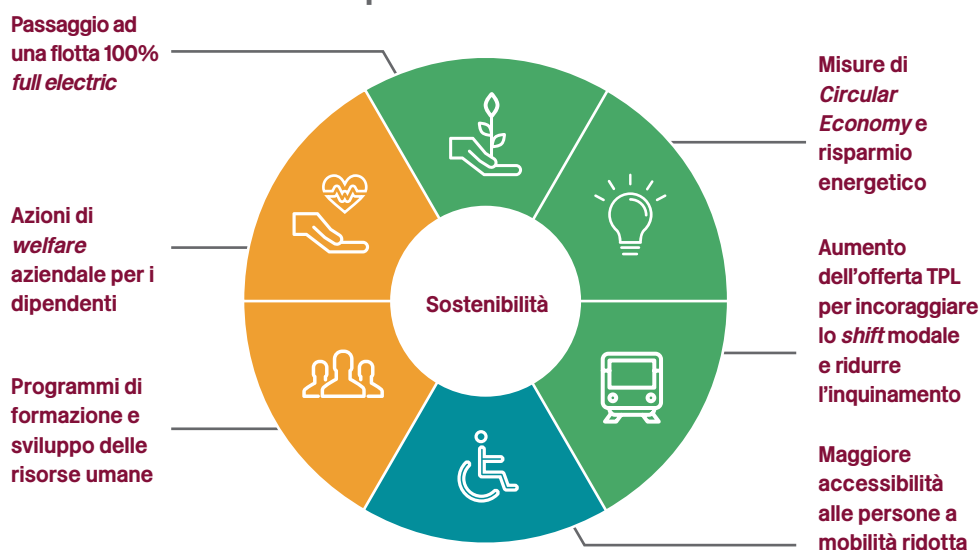 Passaggio ad
una flotta 100%
full electric
Azioni di
welfare
aziendale per i
dipendenti
Programmi di
formazione e
sviluppo delle
risorse umane
Sostenibilità
Misure di
Circular
Economy e
risparmio
energetico
Aumento
dell'offerta TPL
per incoraggiare
lo shift modale
e ridurre
l'inquinamento
Maggiore
accessibilità
alle persone a
mobilità ridotta